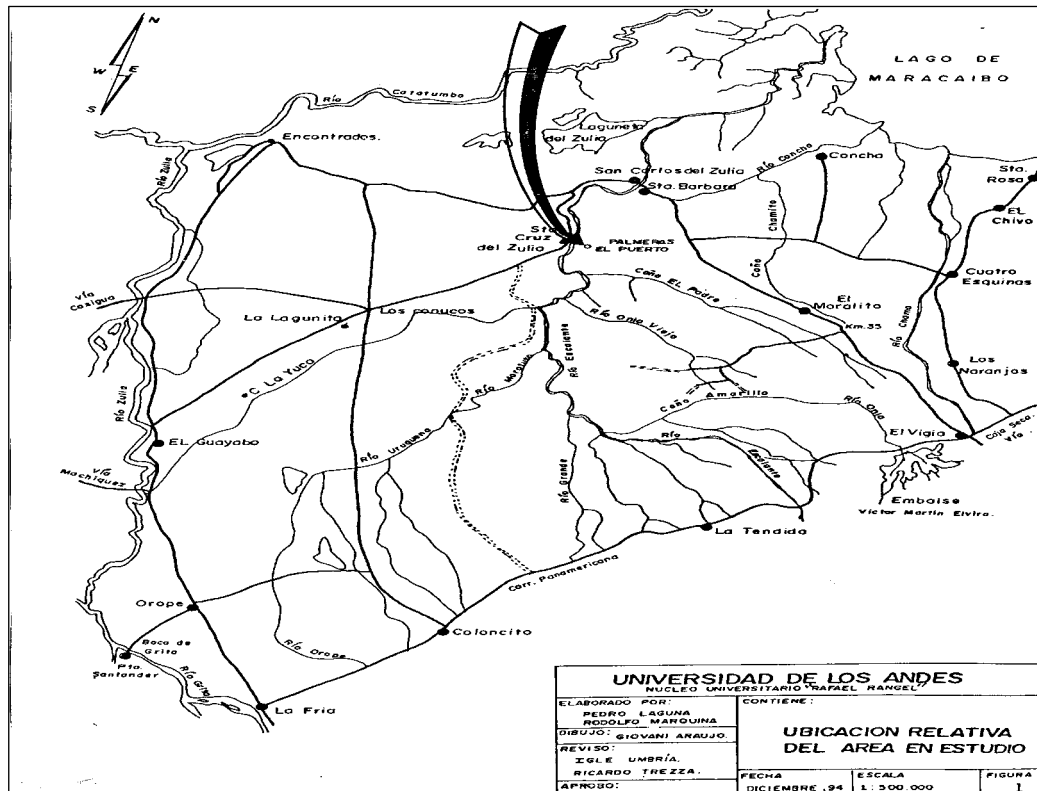 N
W E
S
LAGO DE
MARACAIBO
Río Catatumbo
Encontrados.
Laguneta
del Zulia
San Carlos del Zulia
Sta. Barbara
Río Concha
Concha
Sta.
Rosa
EL Chivo
Río Zulia
Chamita
Caño
Sta.
Cruz
del Zulia
PALMERAS
EL PUERTO
Cuatro
Esquinas
Caño EL Padre
El
Moralito
Km.35
Río Chama
Los
Naranjos
Vía
Casigua
La Lagunita
Los conucos
Río Onia Vieja
Río Escalante
C. La Yuca
Río Zulia
Caño Amarillo
Río Onia
EL Guayabo
El Vigia
Caja Seca
Vía
Vía
Machiques
Río
Escalante
Río Grande
Embalse
La Tendida
Carr. Panamericana
Orope
Coloncito
Boca de
Grita
Pta.
Santander
Río Grita
Río Orope
La Fria
UNIVERSIDAD DE LOS ANDES
NUCLEO UNIVERSITARIO "RAFAEL RANGEL"
ELABORADO POR:
PEDRO LAGUNA
RODOLFO MARQUINA
DIBUJO: GIOVANI ARAUJO.
REVISO:
IGLE UMBRÍA.
RICARDO TREZZA.
APROBO:
CONTIENE:
UBICACION RELATIVA
DEL AREA EN ESTUDIO
FECHA
DICIEMBRE .94
ESCALA
1:500.000
FIGURA
1